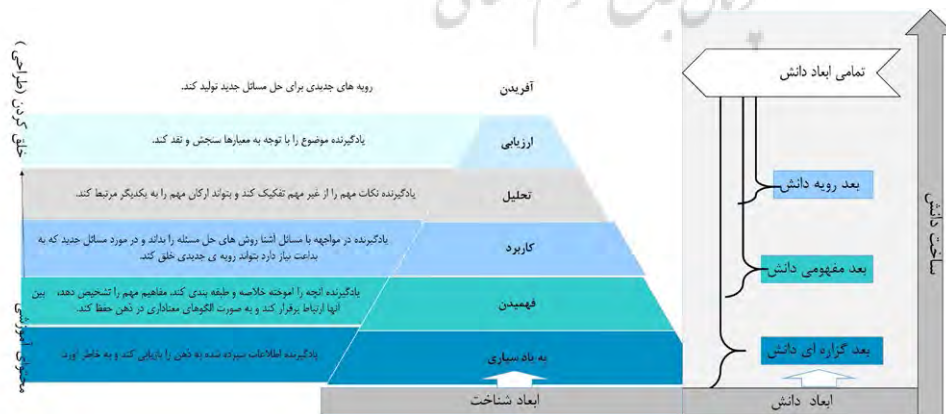 تمامی ابعاد دانش
بعد رویه دانش
بعد مفهومی دانش
بعد گزاره ای دانش
ابعاد دانش
ساخت دانش
آفریدن
رویه های جدیدی برای حل مسائل جدید تولید کند.
ارزیابی
یادگیرنده موضوع را با توجه به معیارها سنجش و نقد کند.
تحلیل
یادگیرنده نکات مهم را از غیر مهم تفکیک کند و بتواند ارکان مهم را به یکدیگر مرتبط کند.
کاربرد
یادگیرنده در مواجهه با مسائل آشنا روش های حل مسئله را بداند و در مورد مسائل جدید که به
بداعت نیاز دارد بتواند رویه ی جدیدی خلق کند.
فهمیدن
یادگیرنده آنچه را آموخته خلاصه و طبقه بندی کند، مفاهیم مهم را تشخیص دهد، بین
آنها ارتباط برقرار کند و به صورت الگوهای معناداری در ذهن حفظ کند.
به یاد سپاری
یادگیرنده اطلاعات سپرده شده به ذهن را بازیابی کند و به خاطر آورد.
ابعاد شناخت
خلق کردن (طراحی)
محتوای آموزشی